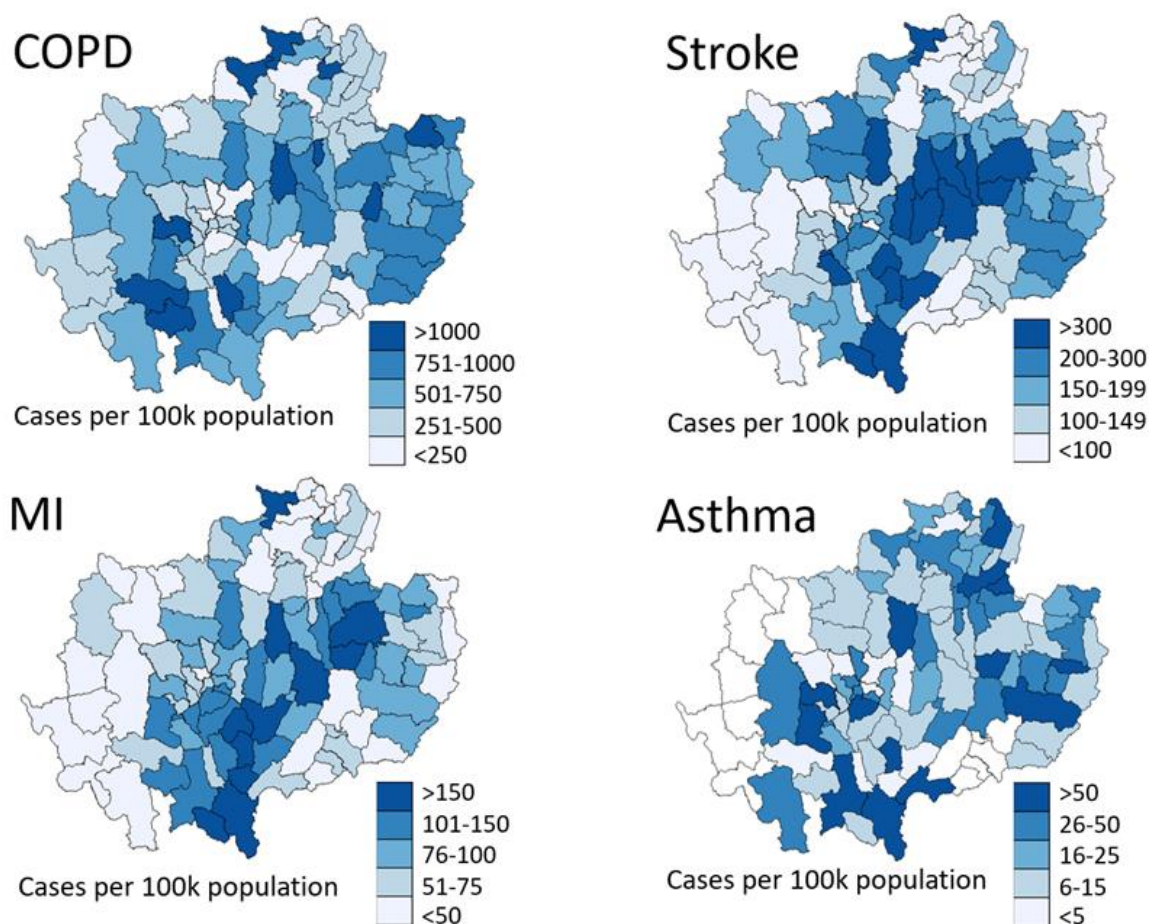 COPD
>1000
751-1000
501-750
251-500
<250
Cases per 100k population
Stroke
>300
200-300
150-199
100-149
<100
Cases per 100k population
MI
>150
101-150
76-100
51-75
<50
Cases per 100k population
Asthma
>50
26-50
16-25
6-15
<5
Cases per 100k population